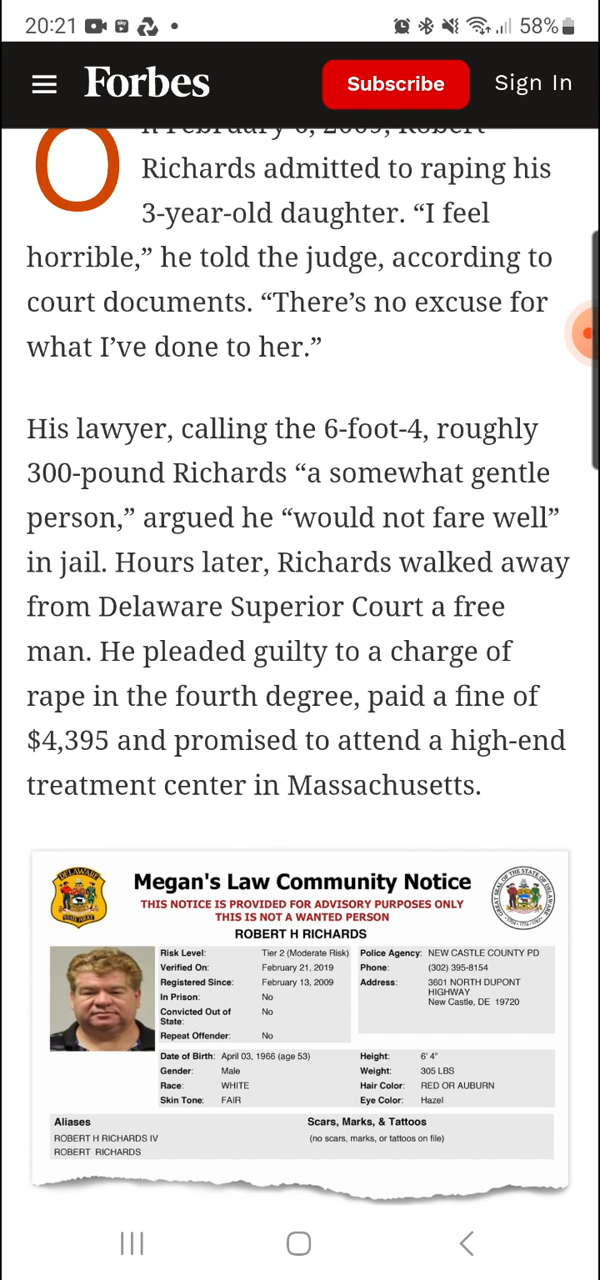 20:21
58%
Forbes
Subscribe
Sign In
O
n February 6, 2009, Robert
Richards admitted to raping his
3-year-old daughter. “I feel
horrible,” he told the judge, according to
court documents. “There’s no excuse for
what I’ve done to her.”
His lawyer, calling the 6-foot-4, roughly
300-pound Richards “a somewhat gentle
person,” argued he “would not fare well”
in jail. Hours later, Richards walked away
from Delaware Superior Court a free
man. He pleaded guilty to a charge of
rape in the fourth degree, paid a fine of
$4,395 and promised to attend a high-end
treatment center in Massachusetts.
Megan's Law Community Notice
THIS NOTICE IS PROVIDED FOR ADVISORY PURPOSES ONLY
THIS IS NOT A WANTED PERSON
ROBERT H RICHARDS
Risk Level: Tier 2 (Moderate Risk)
Verified On: February 21, 2019
Registered Since: February 13, 2009
In Prison: No
Convicted Out of State: No
Repeat Offender: No
Police Agency: NEW CASTLE COUNTY PD
Phone: (302) 395-8154
Address: 3601 NORTH DUPONT
HIGHWAY
New Castle, DE 19720
Date of Birth: April 03, 1966 (age 53)
Gender: Male
Race: WHITE
Skin Tone: FAIR
Height: 6' 4"
Weight: 305 LBS
Hair Color: RED OR AUBURN
Eye Color: Hazel
Aliases
ROBERT H RICHARDS IV
ROBERT RICHARDS
Scars, Marks, & Tattoos
(no scars, marks, or tattoos on file)